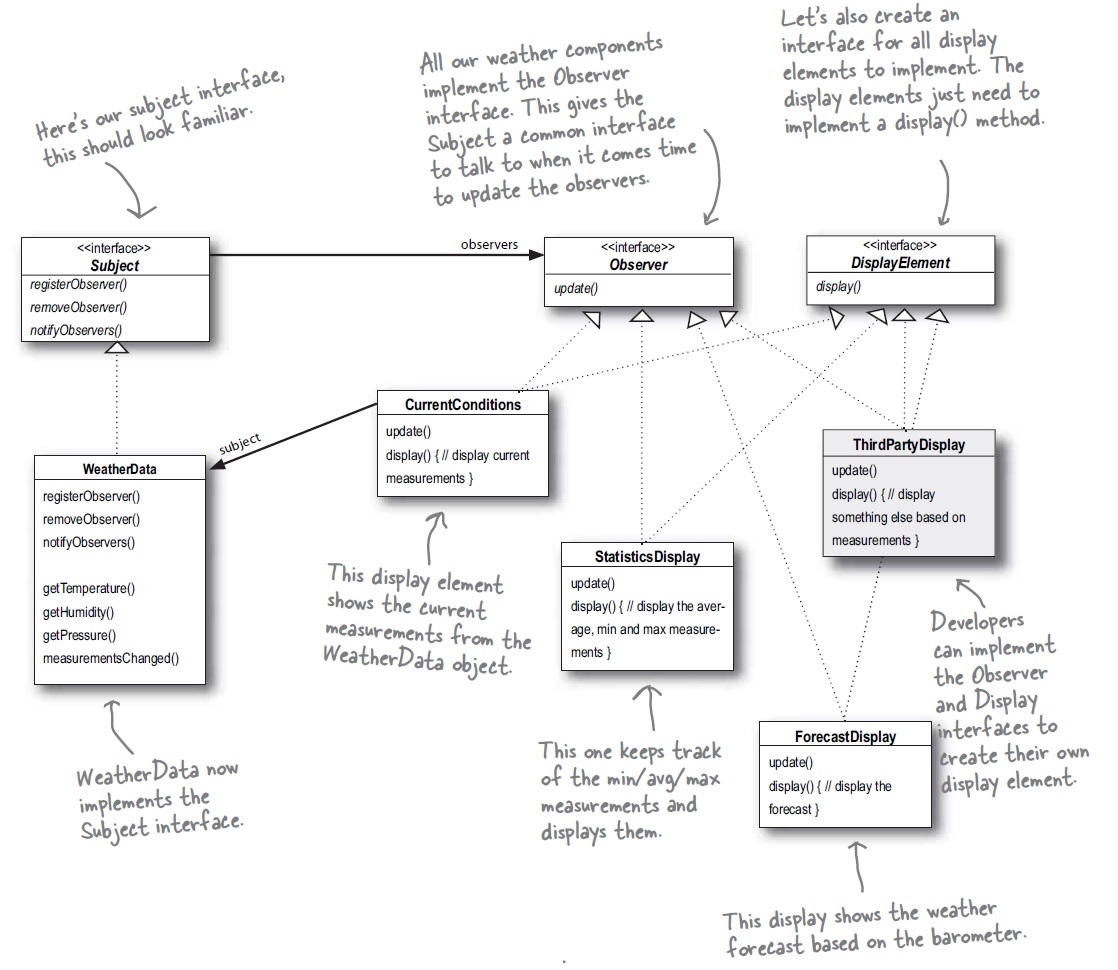 Here's our subject interface,
this should look familiar.
All our weather components
implement the Observer
interface. This gives the
Subject a common interface
to talk to when it comes time
to update the observers.
Let's also create an
interface for all display
elements to implement. The
display elements just need to
implement a display() method.
<<interface>>
Subject
registerObserver()
removeObserver()
notifyObservers()
observers
<<interface>>
Observer
update()
<<interface>>
DisplayElement
display()
subject
WeatherData
registerObserver()
removeObserver()
notifyObservers()
getTemperature()
getHumidity()
getPressure()
measurementsChanged()
WeatherData now
implements the
Subject interface.
CurrentConditions
update()
display() { // display current
measurements }
This display element
shows the current
measurements from the
WeatherData object.
StatisticsDisplay
update()
display() { // display the aver-
age, min and max measure-
ments }
This one keeps track
of the min/avg/max
measurements and
displays them.
ThirdPartyDisplay
update()
display() { // display
something else based on
measurements }
Developers
can implement
the Observer
and Display
interfaces to
create their own
display element.
ForecastDisplay
update()
display() { // display the
forecast }
This display shows the weather
forecast based on the barometer.